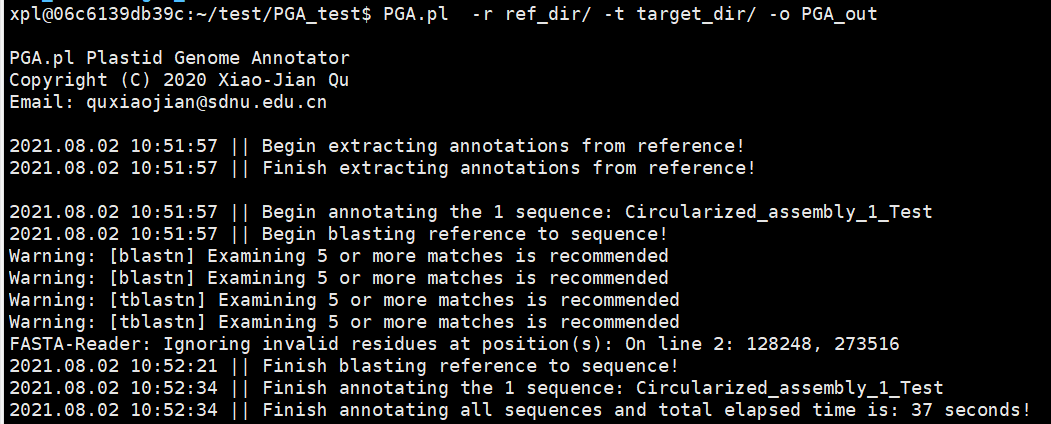 xpl@06c6139db39c:~/test/PGA_test$ PGA.pl  -r ref_dir/ -t target_dir/ -o PGA_out
PGA.pl Plastid Genome Annotator
Copyright (C) 2020 Xiao-Jian Qu
Email: quxiaojian@sdnu.edu.cn
2021.08.02 10:51:57 || Begin extracting annotations from reference!
2021.08.02 10:51:57 || Finish extracting annotations from reference!
2021.08.02 10:51:57 || Begin annotating the 1 sequence: Circularized_assembly_1_Test
2021.08.02 10:51:57 || Begin blasting reference to sequence!
Warning: [blastn] Examining 5 or more matches is recommended
Warning: [blastn] Examining 5 or more matches is recommended
Warning: [tblastn] Examining 5 or more matches is recommended
Warning: [tblastn] Examining 5 or more matches is recommended
FASTA-Reader: Ignoring invalid residues at position(s): On line 2: 128248, 273516
2021.08.02 10:52:21 || Finish blasting reference to sequence!
2021.08.02 10:52:34 || Finish annotating the 1 sequence: Circularized_assembly_1_Test
2021.08.02 10:52:34 || Finish annotating all sequences and total elapsed time is: 37 seconds!